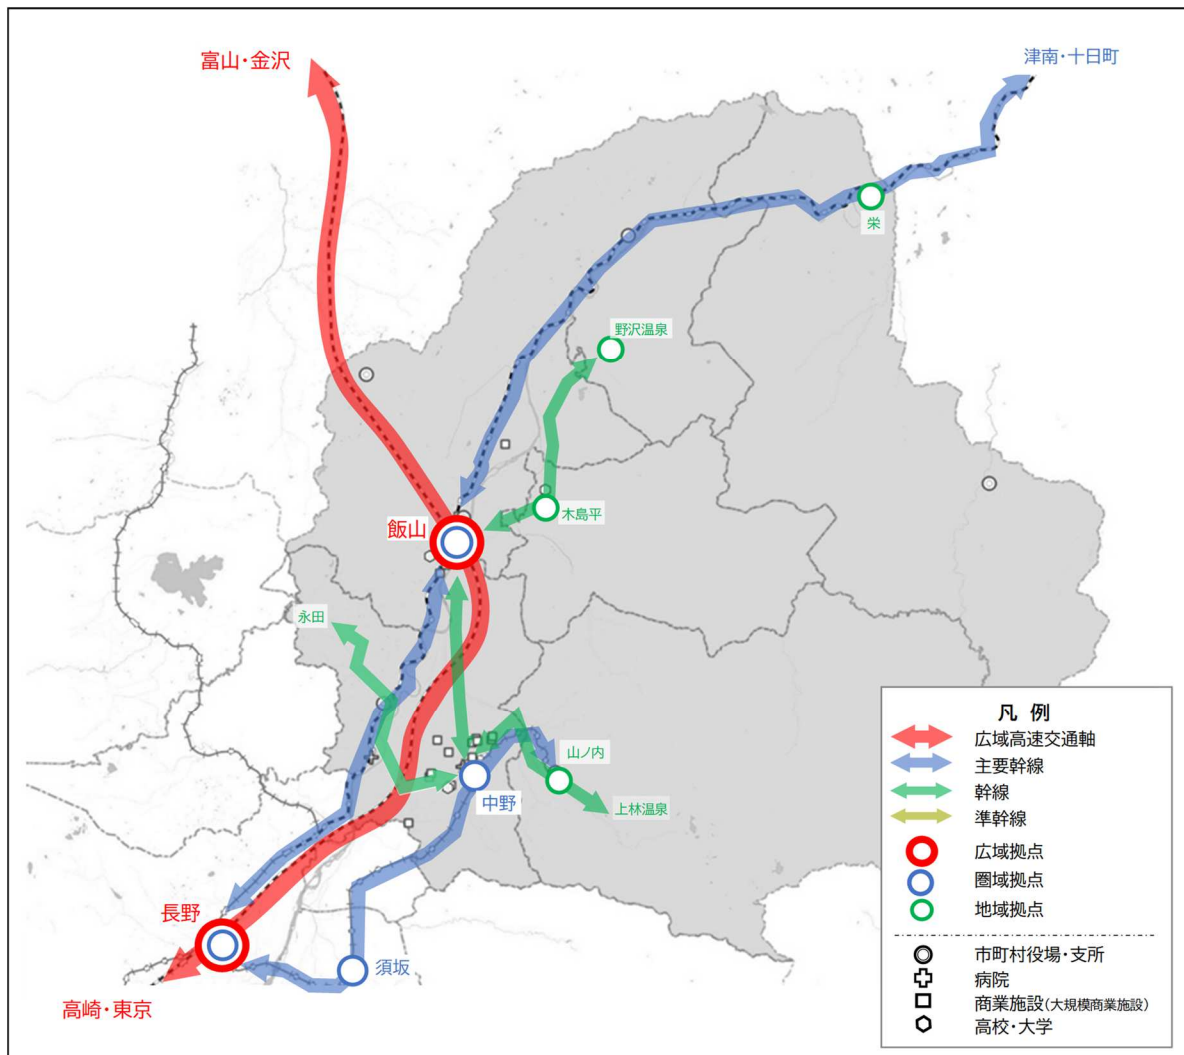 富山・金沢
津南・十日町
栄
野沢温泉
木島平
飯山
永田
山ノ内
中野
上林温泉
長野
須坂
高崎・東京
凡 例
広域高速交通軸
主要幹線
幹線
準幹線
広域拠点
圏域拠点
地域拠点
市町村役場・支所
病院
商業施設(大規模商業施設)
高校・大学